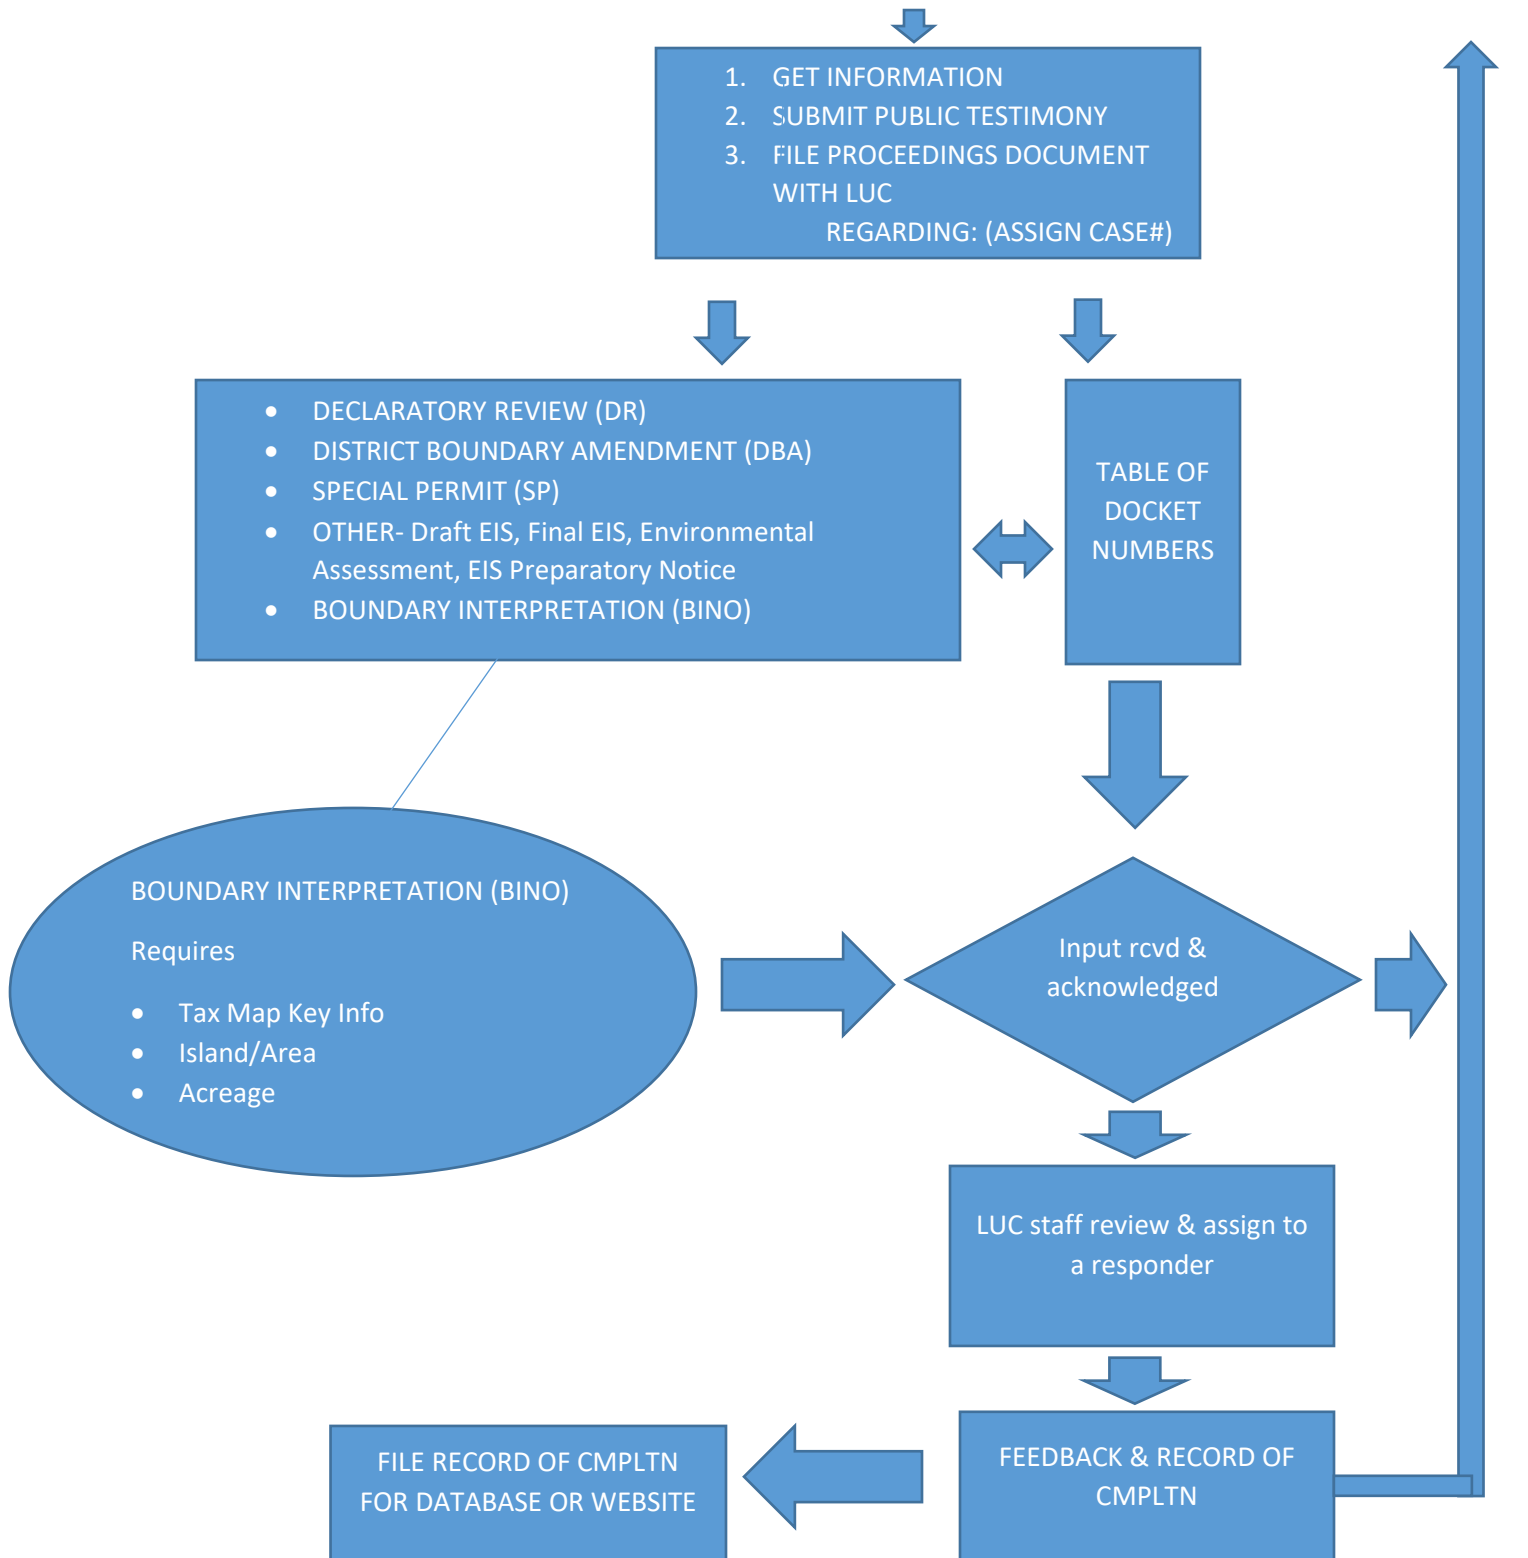 1. GET INFORMATION
2. SUBMIT PUBLIC TESTIMONY
3. FILE PROCEEDINGS DOCUMENT
WITH LUC
REGARDING: (ASSIGN CASE#)
• DECLARATORY REVIEW (DR)
• DISTRICT BOUNDARY AMENDMENT (DBA)
• SPECIAL PERMIT (SP)
• OTHER- Draft EIS, Final EIS, Environmental
Assessment, EIS Preparatory Notice
• BOUNDARY INTERPRETATION (BINO)
TABLE OF
DOCKET
NUMBERS
BOUNDARY INTERPRETATION (BINO)
Requires
• Tax Map Key Info
• Island/Area
• Acreage
Input rcvd &
acknowledged
LUC staff review & assign to
a responder
FEEDBACK & RECORD OF
CMPLTN
FILE RECORD OF CMPLTN
FOR DATABASE OR WEBSITE